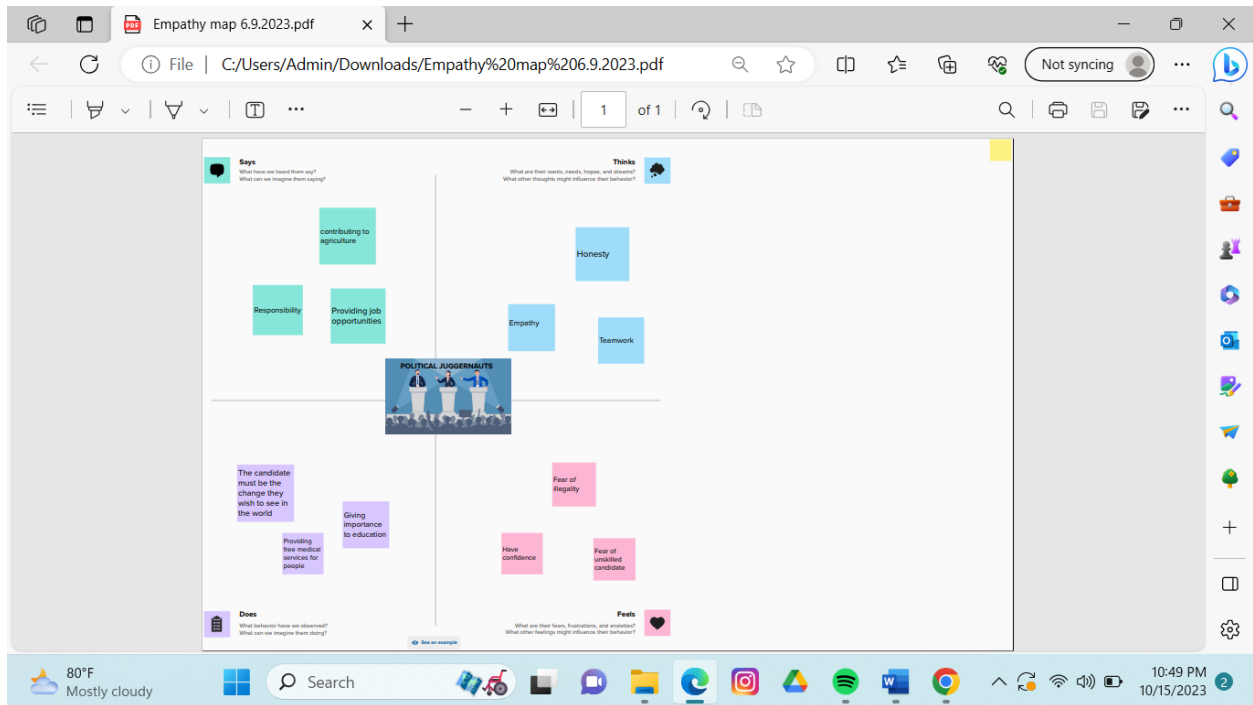 Empathy map 6.9.2023.pdf
File | C:/Users/Admin/Downloads/Empathy%20map%206.9.2023.pdf
Not syncing
1 of 1
Says
What have we heard them say?
What can we imagine them saying?
Thinks
What are their wants, needs, hopes, and dreams?
What other thoughts might influence their behavior?
contributing to
agriculture
Responsibility
Providing job
opportunities
Honesty
Empathy
Teamwork
POLITICAL JUGGERNAUTS
The candidate
must be the
change they
wish to see in
the world
Giving
importance
to education
Providing
free medical
services for
people
Fear of
illegality
Have
confidence
Fear of
unskilled
candidate
Does
What behavior have we observed?
What can we imagine them doing?
See an example
Feels
What are their fears, frustrations, and anxieties?
What other feelings might influence their behavior?
80°F
Mostly cloudy
Search
10:49 PM
10/15/2023
2